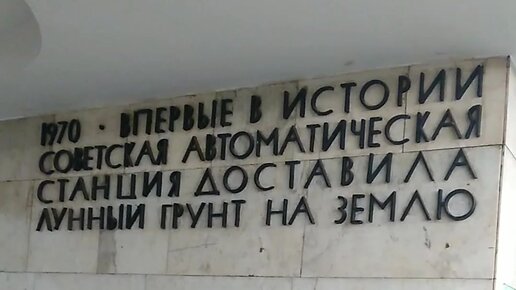 1970 · ВПЕРВЫЕ В ИСТОРИИ
СОВЕТСКАЯ АВТОМАТИЧЕСКАЯ
СТАНЦИЯ ДОСТАВИЛА
ЛУННЫЙ ГРУНТ НА ЗЕМЛЮ